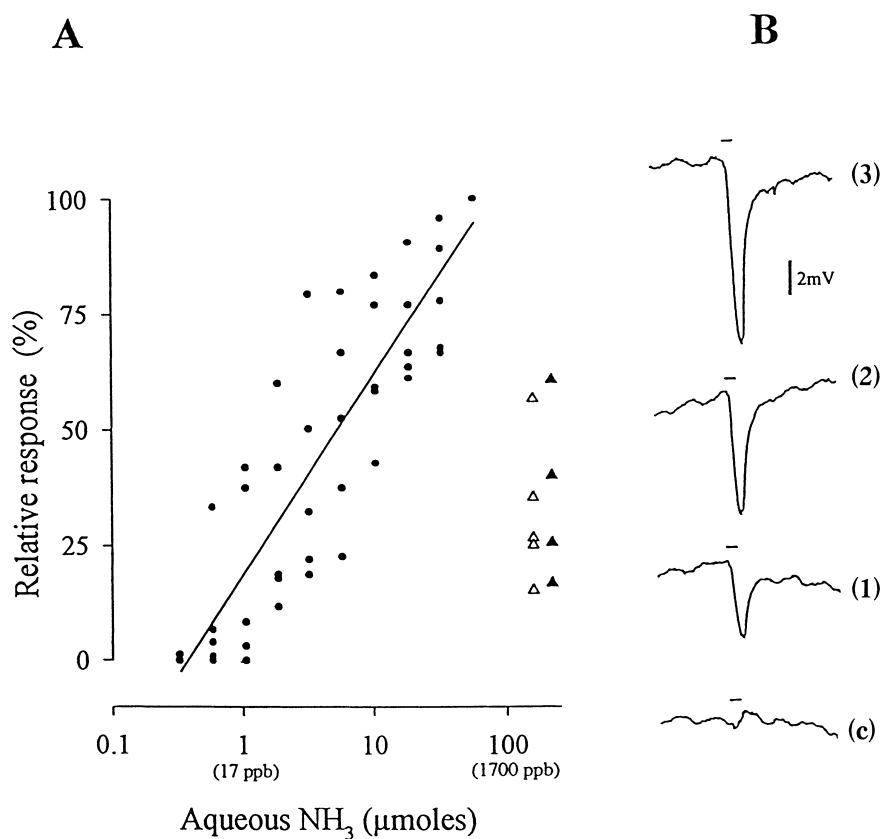 A
B
100
75
50
25
0
Relative response (%)
0.1
1
10
100
(17 ppb)
(1700 ppb)
Aqueous NH₃ (μmoles)
(3)
2mV
(2)
(1)
(c)